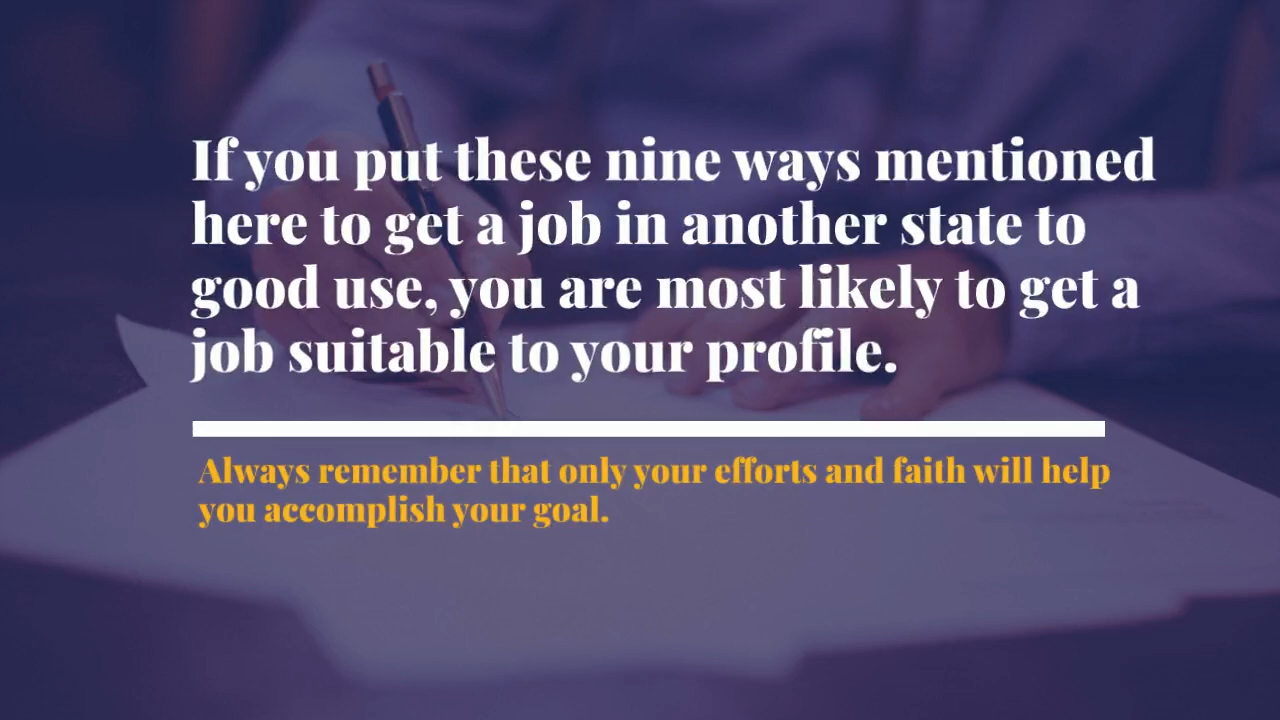 If you put these nine ways mentioned
here to get a job in another state to
good use, you are most likely to get a
job suitable to your profile.
Always remember that only your efforts and faith will help
you accomplish your goal.